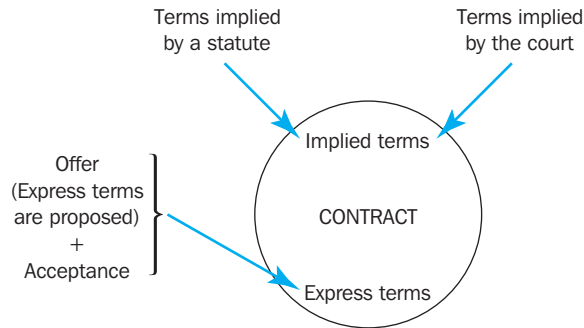 Terms implied
by a statute
Terms implied
by the court
Implied terms
Offer
(Express terms
are proposed)
+
Acceptance
CONTRACT
Express terms